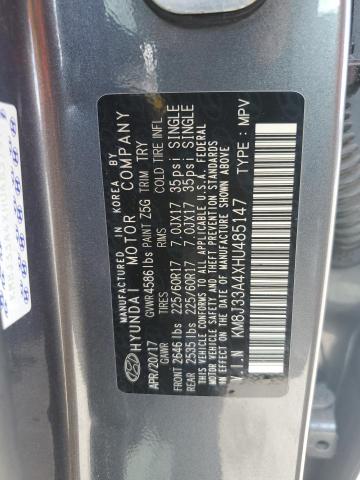 MANUFACTURED IN KOREA BY
HYUNDAI MOTOR COMPANY
APR/20/17 GVWR 4586 lbs PAINT Z5G TRIM TRY
GAWR TIRES COLD TIRE INFL.
FRONT 2646 lbs 225/60R17 7.0JX17 35psi SINGLE
REAR 2535 lbs 225/60R17 7.0JX17 35psi SINGLE
THIS VEHICLE CONFORMS TO ALL APPLICABLE U.S.A. FEDERAL
MOTOR VEHICLE SAFETY, BUMPER, AND THEFT PREVENTION
STANDARDS IN EFFECT ON THE DATE OF MANUFACTURE
SHOWN ABOVE.
V.I.N KM8J33A4XHU485147 TYPE : MPV